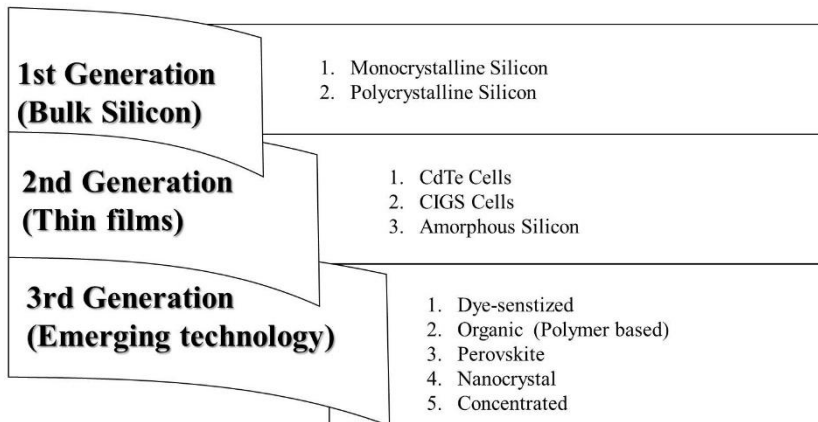 1st Generation
(Bulk Silicon)
1. Monocrystalline Silicon
2. Polycrystalline Silicon
2nd Generation
(Thin films)
1. CdTe Cells
2. CIGS Cells
3. Amorphous Silicon
3rd Generation
(Emerging technology)
1. Dye-senstized
2. Organic (Polymer based)
3. Perovskite
4. Nanocrystal
5. Concentrated